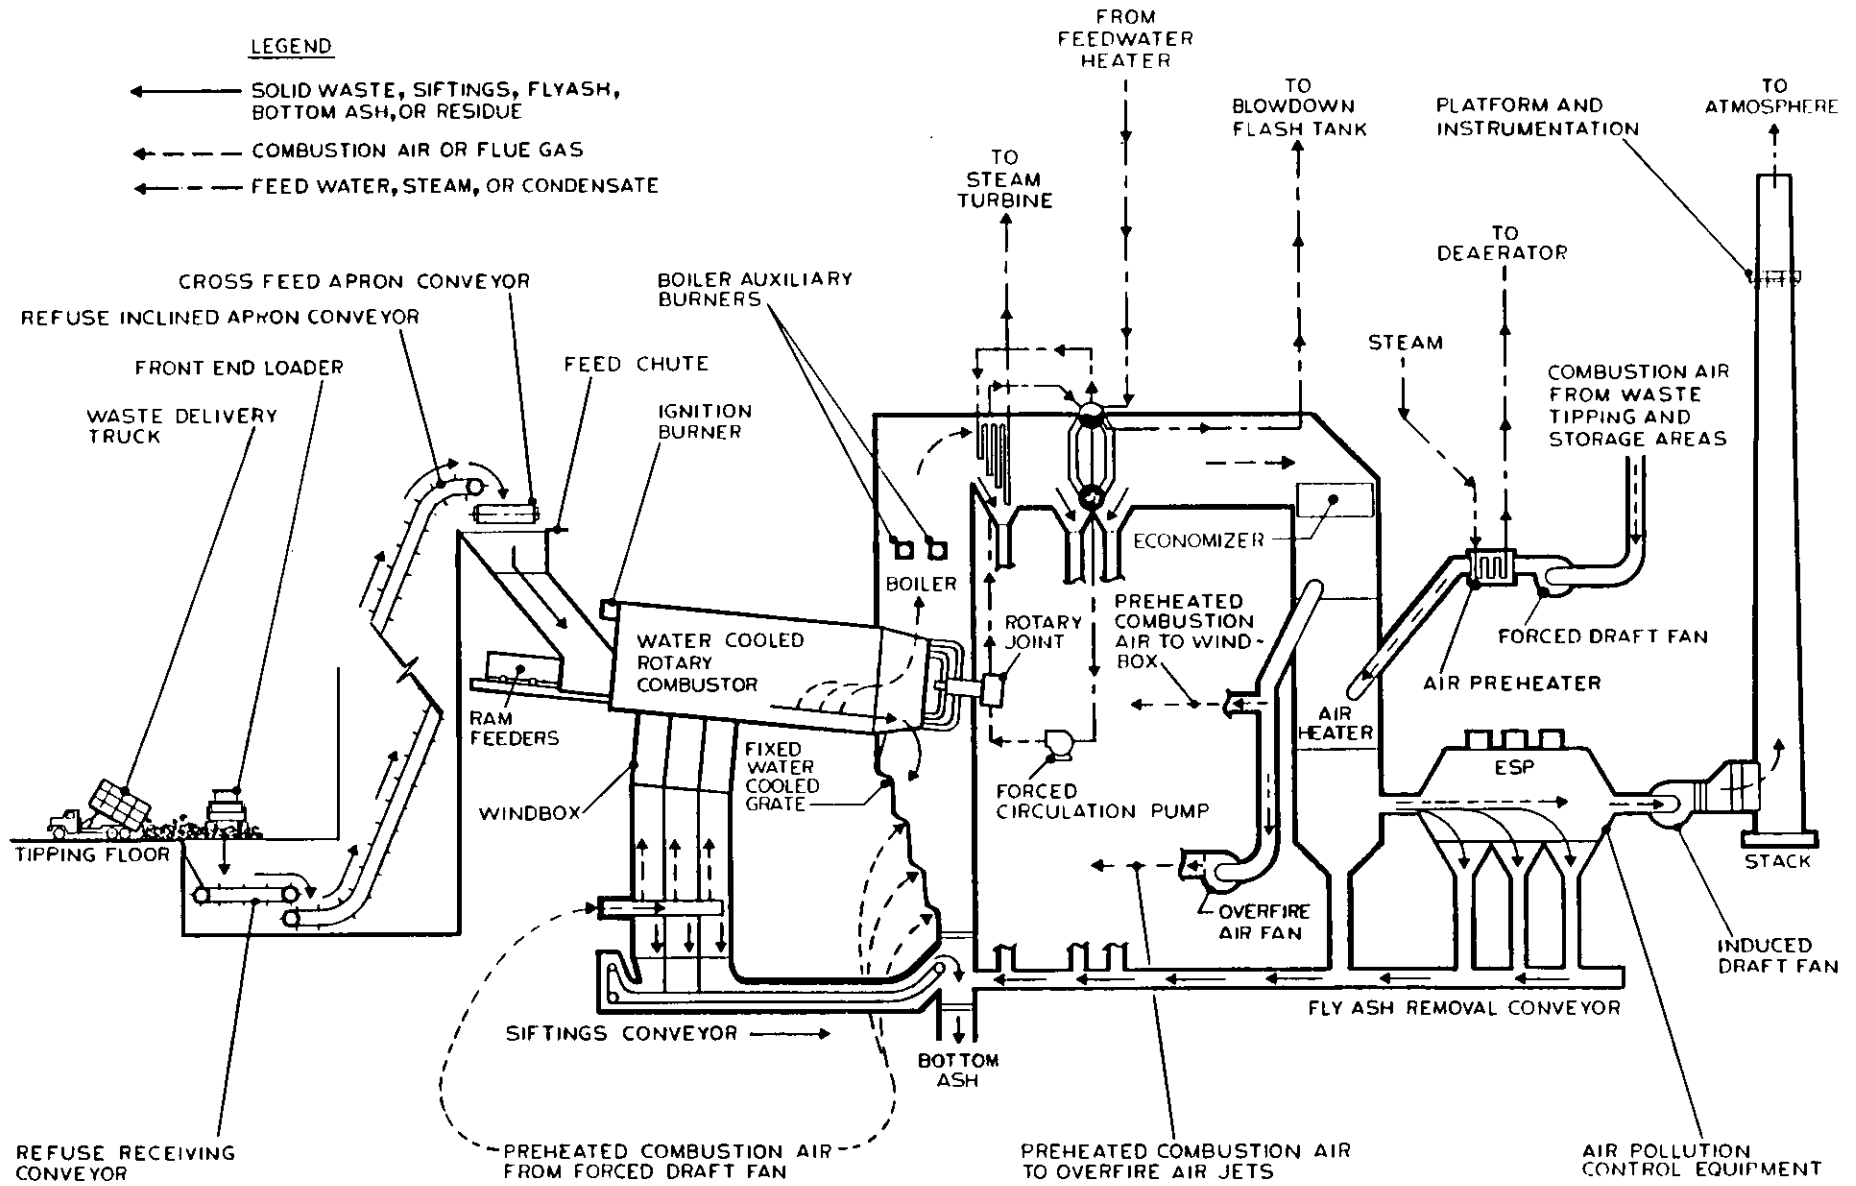 FROM
FEEDWATER
HEATER
LEGEND
SOLID WASTE, SIFTINGS, FLYASH,
BOTTOM ASH, OR RESIDUE
COMBUSTION AIR OR FLUE GAS
FEED WATER, STEAM, OR CONDENSATE
TO
BLOWDOWN
FLASH TANK
PLATFORM AND
INSTRUMENTATION
TO
ATMOSPHERE
TO
STEAM
TURBINE
TO
DEAERATOR
CROSS FEED APRON CONVEYOR
REFUSE INCLINED APRON CONVEYOR
FRONT END LOADER
WASTE DELIVERY
TRUCK
BOILER AUXILIARY
BURNERS
FEED CHUTE
IGNITION
BURNER
STEAM
COMBUSTION AIR
FROM WASTE
TIPPING AND
STORAGE AREAS
ECONOMIZER
BOILER
PREHEATED
COMBUSTION
AIR TO WIND-
BOX
ROTARY
JOINT
FORCED DRAFT FAN
AIR PREHEATER
WATER COOLED
ROTARY
COMBUSTOR
RAM
FEEDERS
AIR
HEATER
FIXED
WATER
COOLED
GRATE
WINDBOX
FORCED
CIRCULATION PUMP
ESP
TIPPING FLOOR
STACK
OVERFIRE
AIR FAN
INDUCED
DRAFT FAN
FLY ASH REMOVAL CONVEYOR
SIFTINGS CONVEYOR
BOTTOM
ASH
REFUSE RECEIVING
CONVEYOR
PREHEATED COMBUSTION AIR
FROM FORCED DRAFT FAN
PREHEATED COMBUSTION AIR
TO OVERFIRE AIR JETS
AIR POLLUTION
CONTROL EQUIPMENT